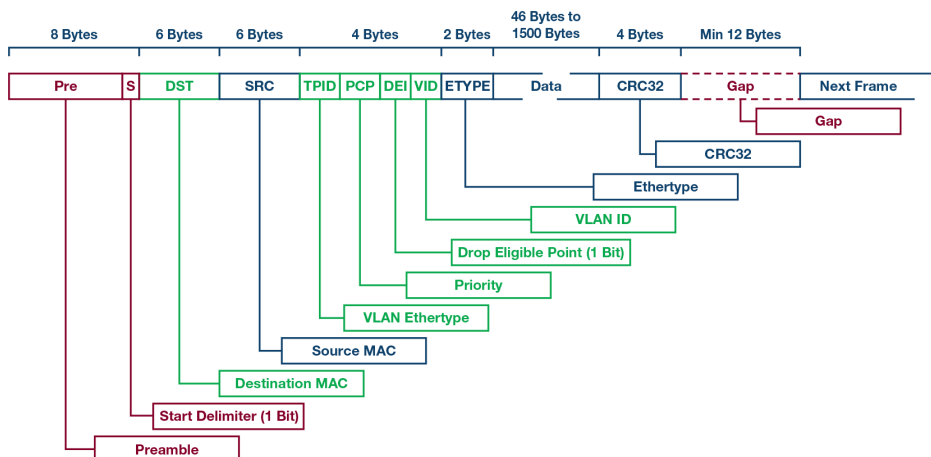 46 Bytes to
8 Bytes 6 Bytes 6 Bytes 4 Bytes 2 Bytes 1500 Bytes 4 Bytes Min 12 Bytes
Pre S DST SRC TPID PCP DEI VID ETYPE Data CRC32 Gap Next Frame
Gap
CRC32
Ethertype
VLAN ID
Drop Eligible Point (1 Bit)
Priority
VLAN Ethertype
Source MAC
Destination MAC
Start Delimiter (1 Bit)
Preamble